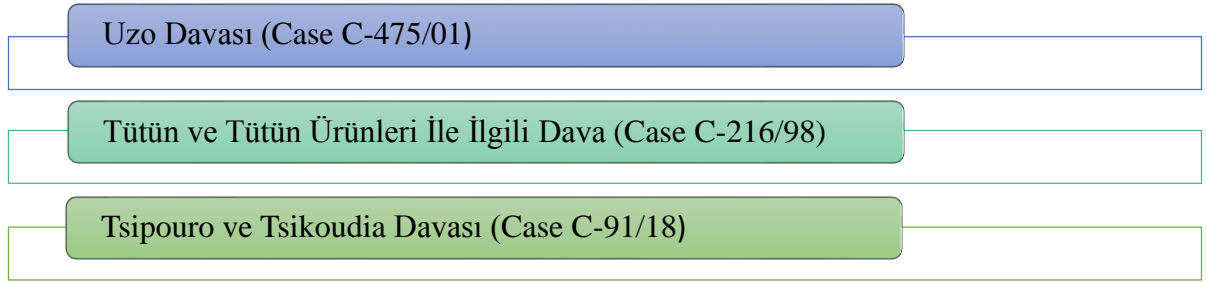 Uzo Davası (Case C-475/01)
Tütün ve Tütün Ürünleri İle İlgili Dava (Case C-216/98)
Tsipouro ve Tsikoudia Davası (Case C-91/18)